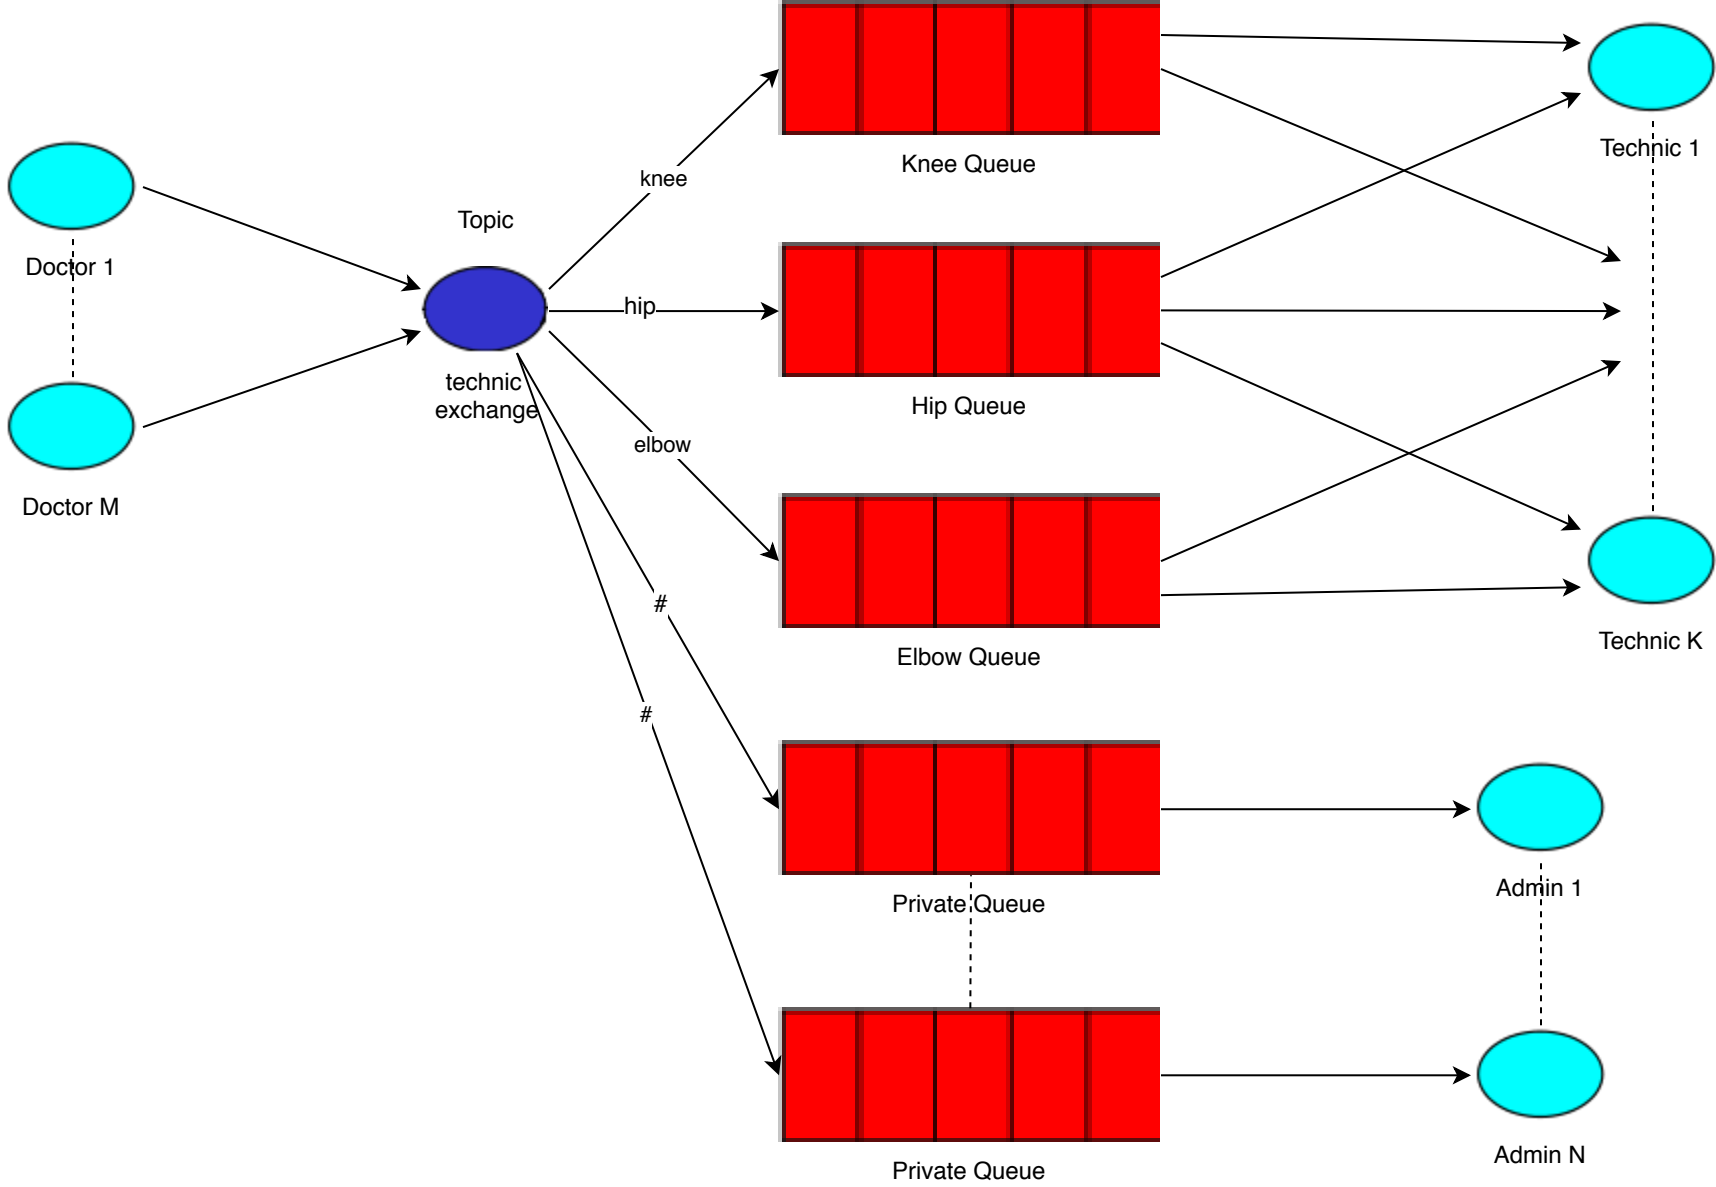 Knee Queue
Technic 1
knee
Topic
Doctor 1
hip
technic
exchange
Hip Queue
elbow
Doctor M
#
Elbow Queue
Technic K
#
Private Queue
Admin 1
Private Queue
Admin N